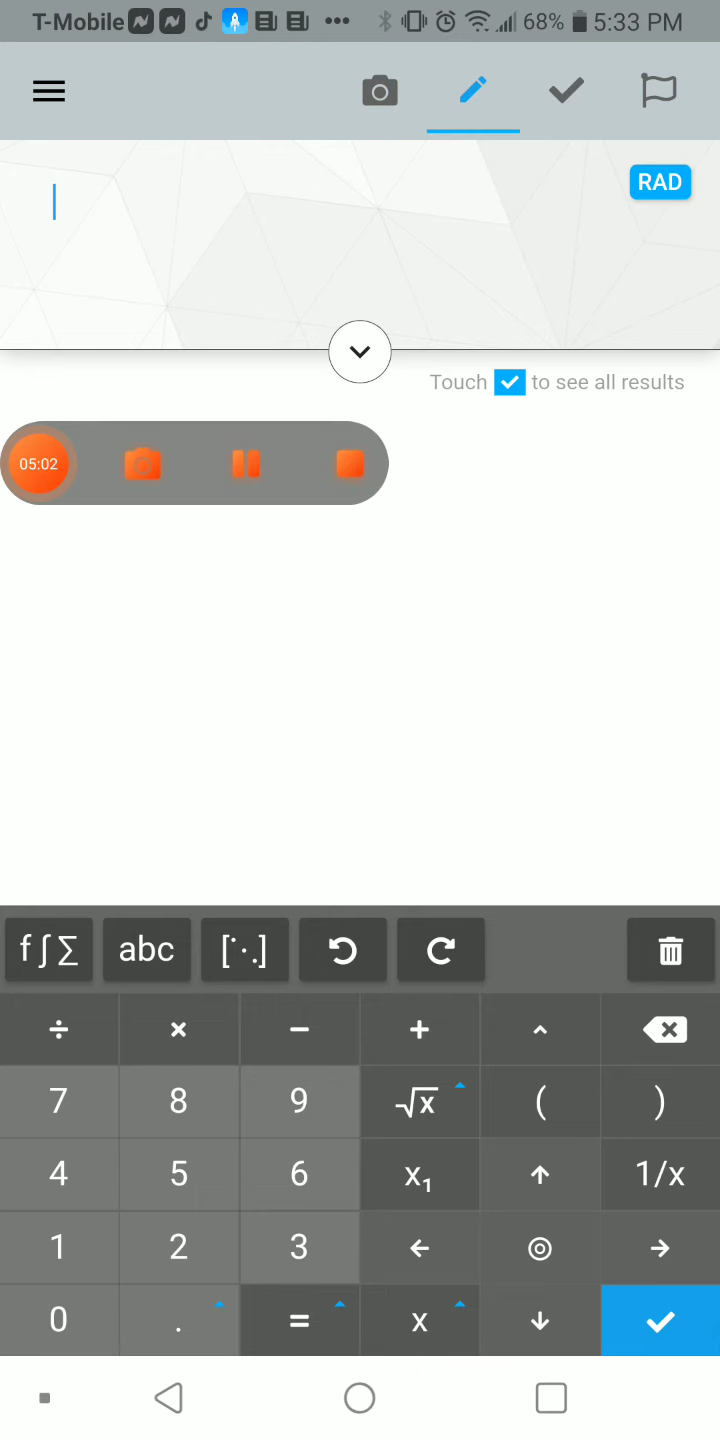 T-Mobile 68% 5:33 PM
RAD
Touch to see all results
05:02
f∫∑ abc [⋱]
÷ × − + ^
7 8 9 √x ( )
4 5 6 x₁ ↑ 1/x
1 2 3 ← ◎ →
0 . = x ↓